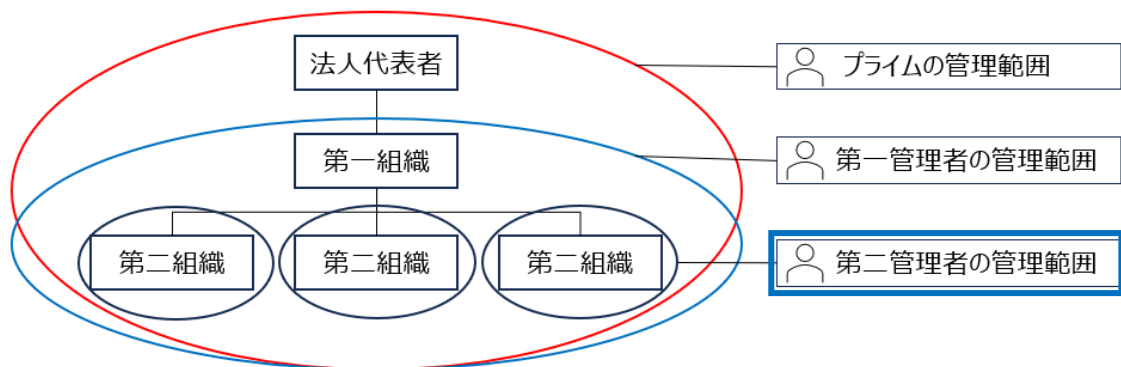 法人代表者
プライムの管理範囲
第一組織
第一管理者の管理範囲
第二組織
第二組織
第二組織
第二管理者の管理範囲